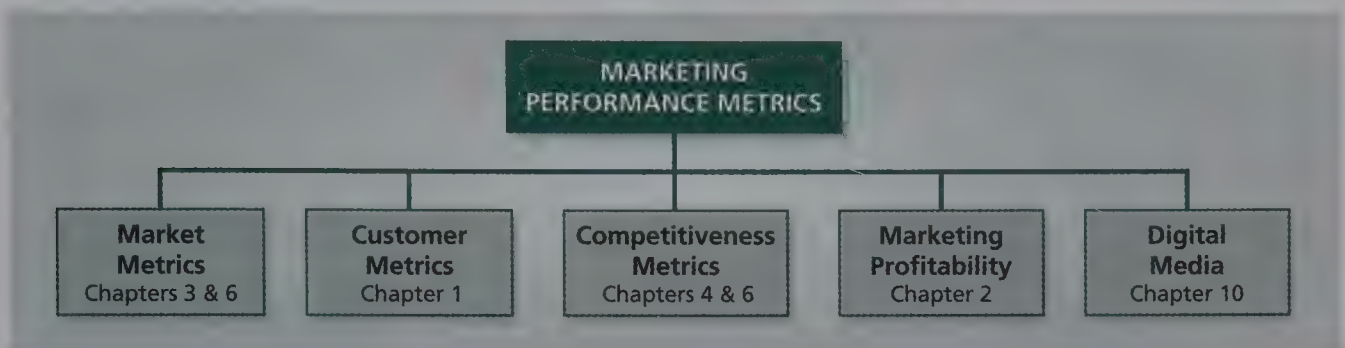 MARKETING
PERFORMANCE METRICS
Market
Metrics
Chapters 3 & 6
Customer
Metrics
Chapter 1
Competitiveness
Metrics
Chapters 4 & 6
Marketing
Profitability
Chapter 2
Digital
Media
Chapter 10